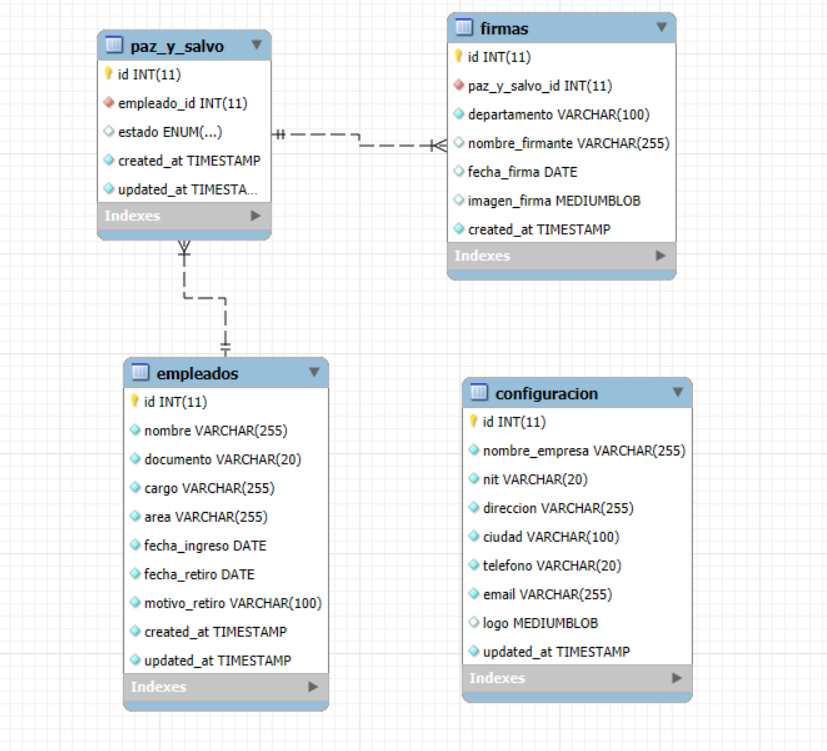 paz_y_salvo
id INT(11)
empleado_id INT(11)
estado ENUM(...)
created_at TIMESTAMP
updated_at TIMESTA...
Indexes
firmas
id INT(11)
paz_y_salvo_id INT(11)
departamento VARCHAR(100)
nombre_firmante VARCHAR(255)
fecha_firma DATE
imagen_firma MEDIUMBLOB
created_at TIMESTAMP
Indexes
empleados
id INT(11)
nombre VARCHAR(255)
documento VARCHAR(20)
cargo VARCHAR(255)
area VARCHAR(255)
fecha_ingreso DATE
fecha_retiro DATE
motivo_retiro VARCHAR(100)
created_at TIMESTAMP
updated_at TIMESTAMP
Indexes
configuracion
id INT(11)
nombre_empresa VARCHAR(255)
nit VARCHAR(20)
direccion VARCHAR(255)
ciudad VARCHAR(100)
telefono VARCHAR(20)
email VARCHAR(255)
logo MEDIUMBLOB
updated_at TIMESTAMP
Indexes